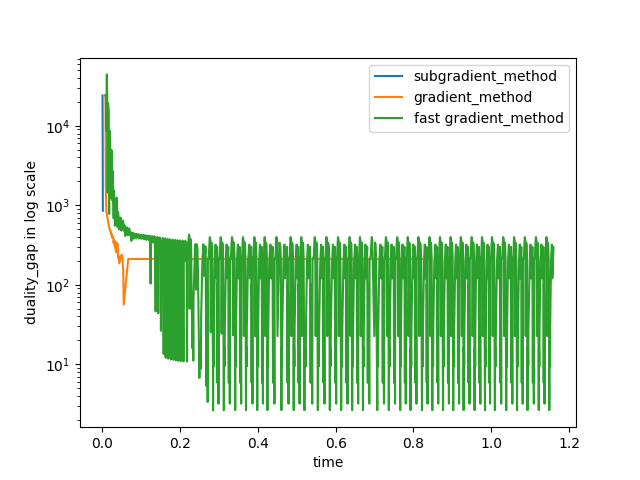 subgradient_method
gradient_method
fast gradient_method
duality_gap in log scale
10⁴
10³
10²
10¹
0.0 0.2 0.4 0.6 0.8 1.0 1.2
time